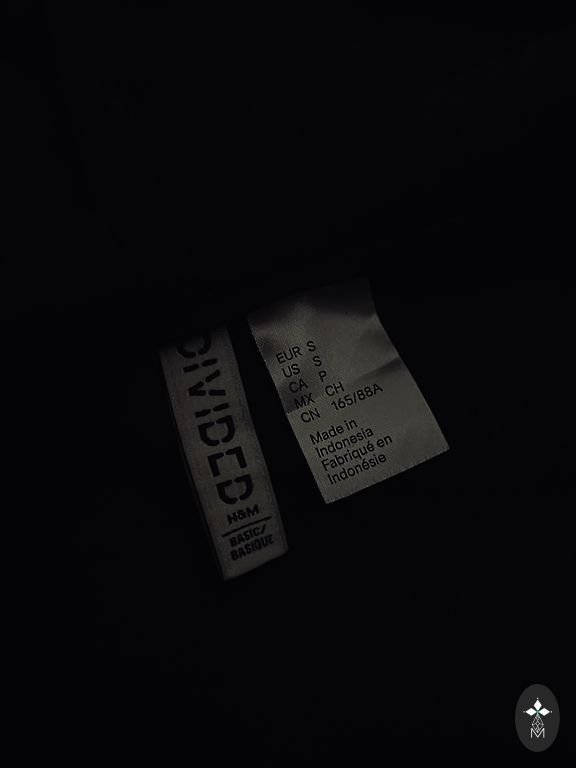 DIVIDED
H&M
BASIC/
BASIQUE
EUR S
US S
CA P
MX CH
CN 165/88A
Made in
Indonesia
Fabriqué en
Indonésie
M